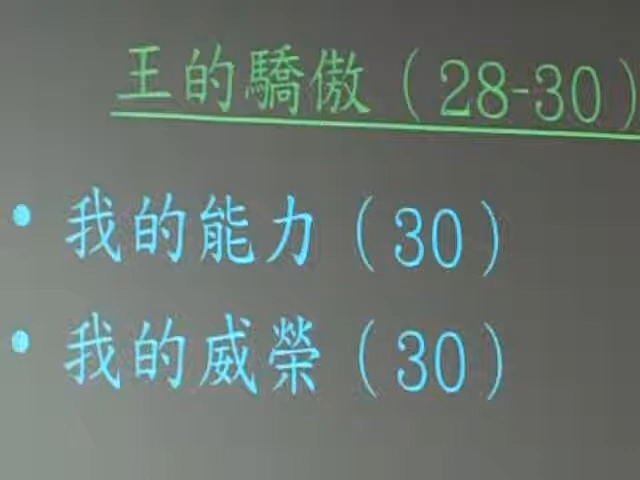 王的驕傲（28-30）
• 我的能力（30）
• 我的威榮（30）